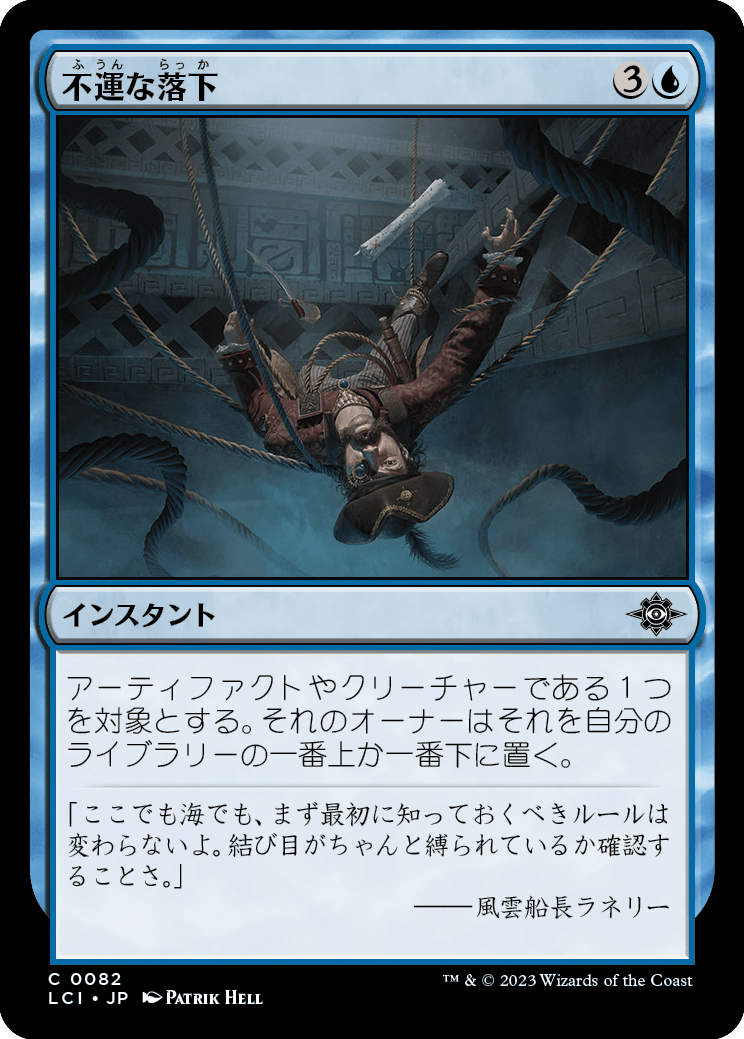 ふうん らっか
不運な落下
3
インスタント
アーティファクトやクリーチャーである１つ
を対象とする。それのオーナーはそれを自分の
ライブラリーの一番上か一番下に置く。
「ここでも海でも、まず最初に知っておくべきルールは
変わらないよ。結び目がちゃんと縛られているか確認す
ることさ。」
――風雲船長ラネリー
C 0082
LCI • JP Patrik Hell
™ & © 2023 Wizards of the Coast